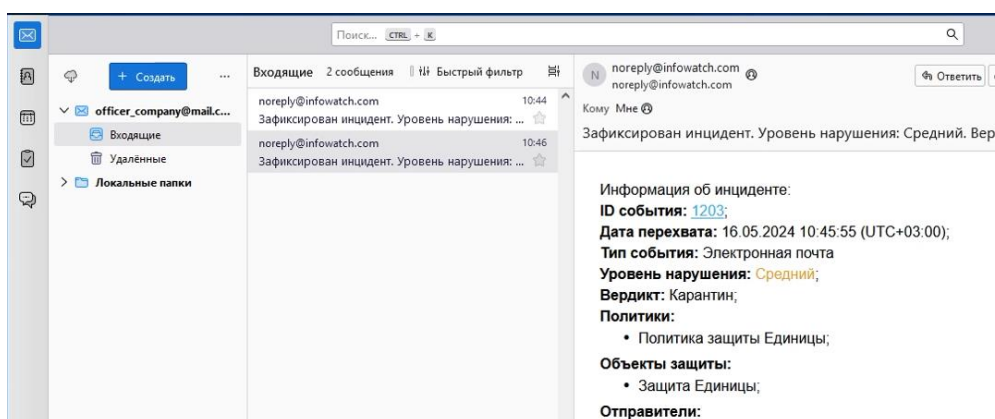 Поиск... CTRL + K
+ Создать ...
officer_company@mail.c...
Входящие
Удалённые
Локальные папки
Входящие 2 сообщения Быстрый фильтр
noreply@infowatch.com 10:44
Зафиксирован инцидент. Уровень нарушения: ...
noreply@infowatch.com 10:46
Зафиксирован инцидент. Уровень нарушения: ...
N noreply@infowatch.com
noreply@infowatch.com
Ответить
Кому Мне
Зафиксирован инцидент. Уровень нарушения: Средний. Вер
Информация об инциденте:
ID события: 1203;
Дата перехвата: 16.05.2024 10:45:55 (UTC+03:00);
Тип события: Электронная почта
Уровень нарушения: Средний;
Вердикт: Карантин;
Политики:
• Политика защиты Единицы;
Объекты защиты:
• Защита Единицы;
Отправители: